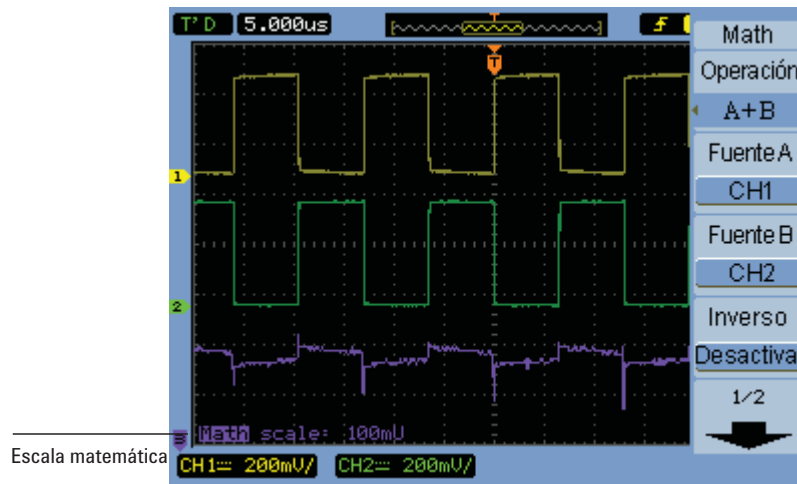 T'D 5.000us
T
T
Math
Operación
A+B
Fuente A
CH1
Fuente B
CH2
Inverso
Desactiva
1/2
1
2
Math scale: 100mU
CH1 200mV/ CH2 200mV/
Escala matemática